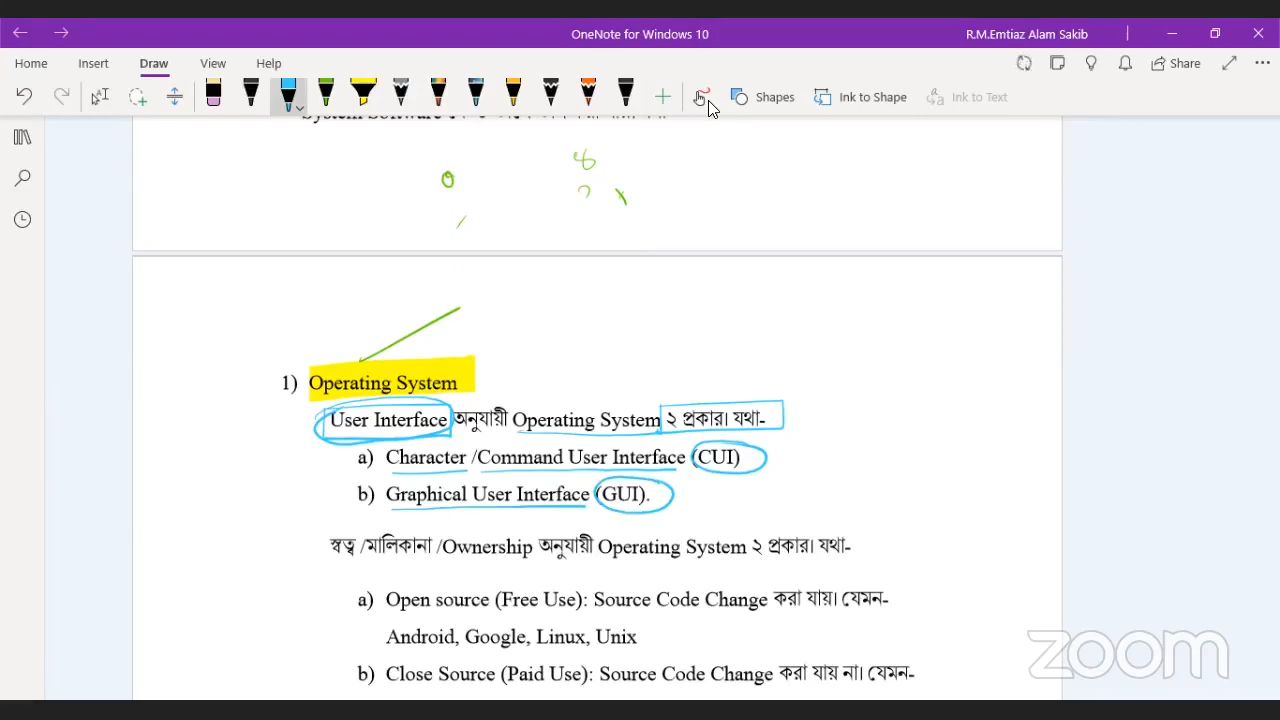 OneNote for Windows 10
R.M.Emtiaz Alam Sakib
Home Insert Draw View Help
Share
Shapes Ink to Shape Ink to Text
System Software
1) Operating System
User Interface অনুযায়ী Operating System ২ প্রকার। যথা-
a) Character /Command User Interface (CUI)
b) Graphical User Interface (GUI).
স্বত্ব /মালিকানা /Ownership অনুযায়ী Operating System ২ প্রকার। যথা-
a) Open source (Free Use): Source Code Change করা যায়। যেমন-
Android, Google, Linux, Unix
b) Close Source (Paid Use): Source Code Change করা যায় না। যেমন-
zoom